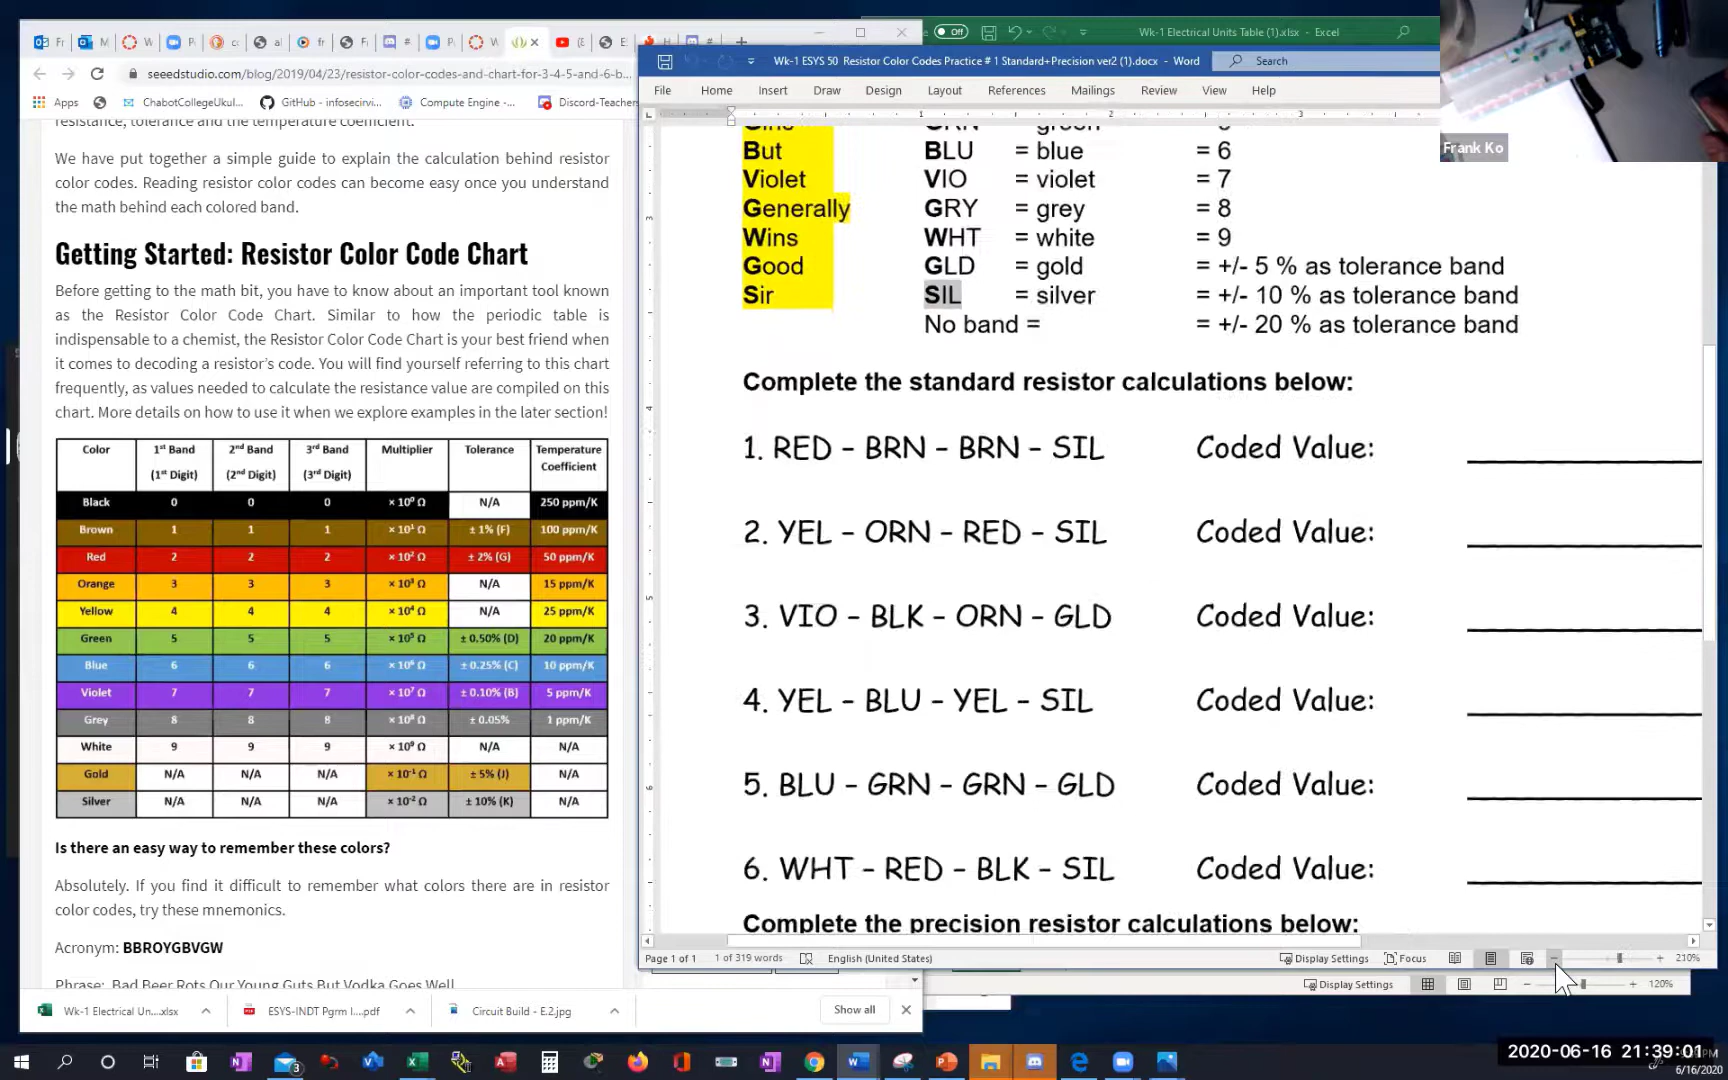 Off
Wk-1 Electrical Units Table (1).xlsx - Excel
seeedstudio.com/blog/2019/04/23/resistor-color-codes-and-chart-for-3-4-5-and-6-b...
Apps
ChabotCollegeUkul...
GitHub - infosecirvi...
Compute Engine -...
Discord-Teachers
resistance, tolerance and the temperature coefficient.
We have put together a simple guide to explain the calculation behind resistor
color codes. Reading resistor color codes can become easy once you understand
the math behind each colored band.
Getting Started: Resistor Color Code Chart
Before getting to the math bit, you have to know about an important tool known
as the Resistor Color Code Chart. Similar to how the periodic table is
indispensable to a chemist, the Resistor Color Code Chart is your best friend when
it comes to decoding a resistor's code. You will find yourself referring to this chart
frequently, as values needed to calculate the resistance value are compiled on this
chart. More details on how to use it when we explore examples in the later section!
Color 1st Band (1st Digit) 2nd Band (2nd Digit) 3rd Band (3rd Digit) Multiplier Tolerance Temperature Coefficient
Black 0 0 0 × 10⁰ Ω N/A 250 ppm/K
Brown 1 1 1 × 10¹ Ω ± 1% (F) 100 ppm/K
Red 2 2 2 × 10² Ω ± 2% (G) 50 ppm/K
Orange 3 3 3 × 10³ Ω N/A 15 ppm/K
Yellow 4 4 4 × 10⁴ Ω N/A 25 ppm/K
Green 5 5 5 × 10⁵ Ω ± 0.50% (D) 20 ppm/K
Blue 6 6 6 × 10⁶ Ω ± 0.25% (C) 10 ppm/K
Violet 7 7 7 × 10⁷ Ω ± 0.10% (B) 5 ppm/K
Grey 8 8 8 × 10⁸ Ω ± 0.05% 1 ppm/K
White 9 9 9 × 10⁹ Ω N/A N/A
Gold N/A N/A N/A × 10⁻¹ Ω ± 5% (J) N/A
Silver N/A N/A N/A × 10⁻² Ω ± 10% (K) N/A
Is there an easy way to remember these colors?
Absolutely. If you find it difficult to remember what colors there are in resistor
color codes, try these mnemonics.
Acronym: BBROYGBVGW
Phrase: Bad Beer Rots Our Young Guts But Vodka Goes Well
Wk-1 Electrical Un....xlsx
ESYS-INDT Pgrm I....pdf
Circuit Build - E.2.jpg
Show all
Wk-1 ESYS 50 Resistor Color Codes Practice # 1 Standard+Precision ver2 (1).docx - Word
Search
File Home Insert Draw Design Layout References Mailings Review View Help
Frank Ko
But BLU = blue = 6
Violet VIO = violet = 7
Generally GRY = grey = 8
Wins WHT = white = 9
Good GLD = gold = +/- 5 % as tolerance band
Sir SIL = silver = +/- 10 % as tolerance band
No band = = +/- 20 % as tolerance band
Complete the standard resistor calculations below:
1. RED - BRN - BRN - SIL Coded Value:
2. YEL - ORN - RED - SIL Coded Value:
3. VIO - BLK - ORN - GLD Coded Value:
4. YEL - BLU - YEL - SIL Coded Value:
5. BLU - GRN - GRN - GLD Coded Value:
6. WHT - RED - BLK - SIL Coded Value:
Complete the precision resistor calculations below:
Page 1 of 1 1 of 319 words English (United States) Display Settings Focus 210%
Display Settings 120%
2020-06-16 21:39:01
6/16/2020